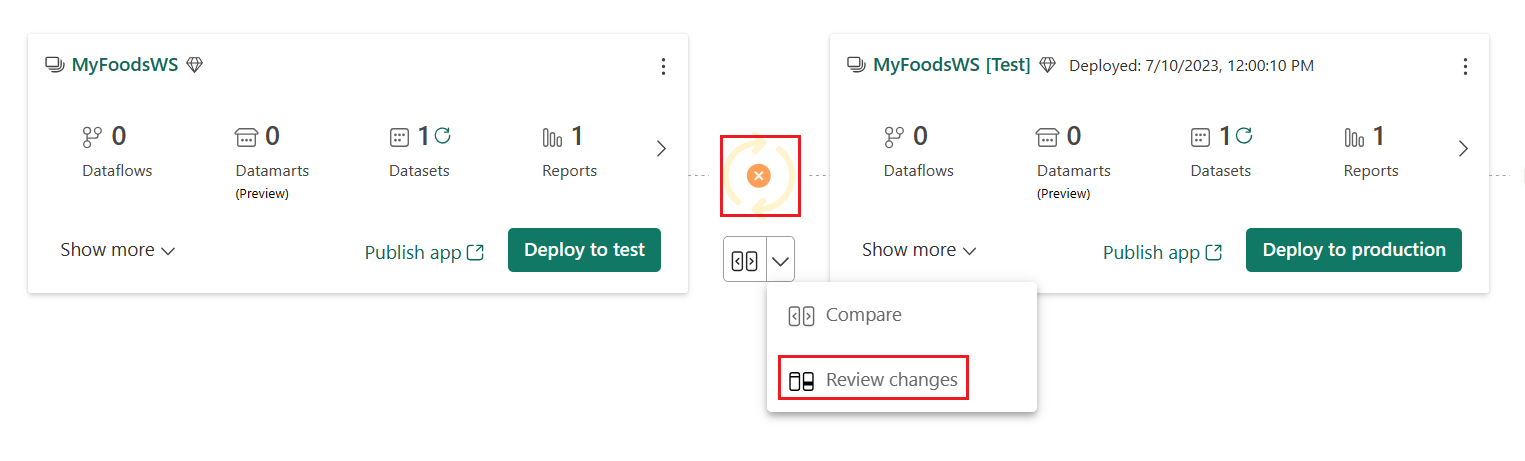 MyFoodsWS
0
Dataflows
0
Datamarts
(Preview)
1
Datasets
1
Reports
Show more
Publish app
Deploy to test
Compare
Review changes
MyFoodsWS [Test]
Deployed: 7/10/2023, 12:00:10 PM
0
Dataflows
0
Datamarts
(Preview)
1
Datasets
1
Reports
Show more
Publish app
Deploy to production